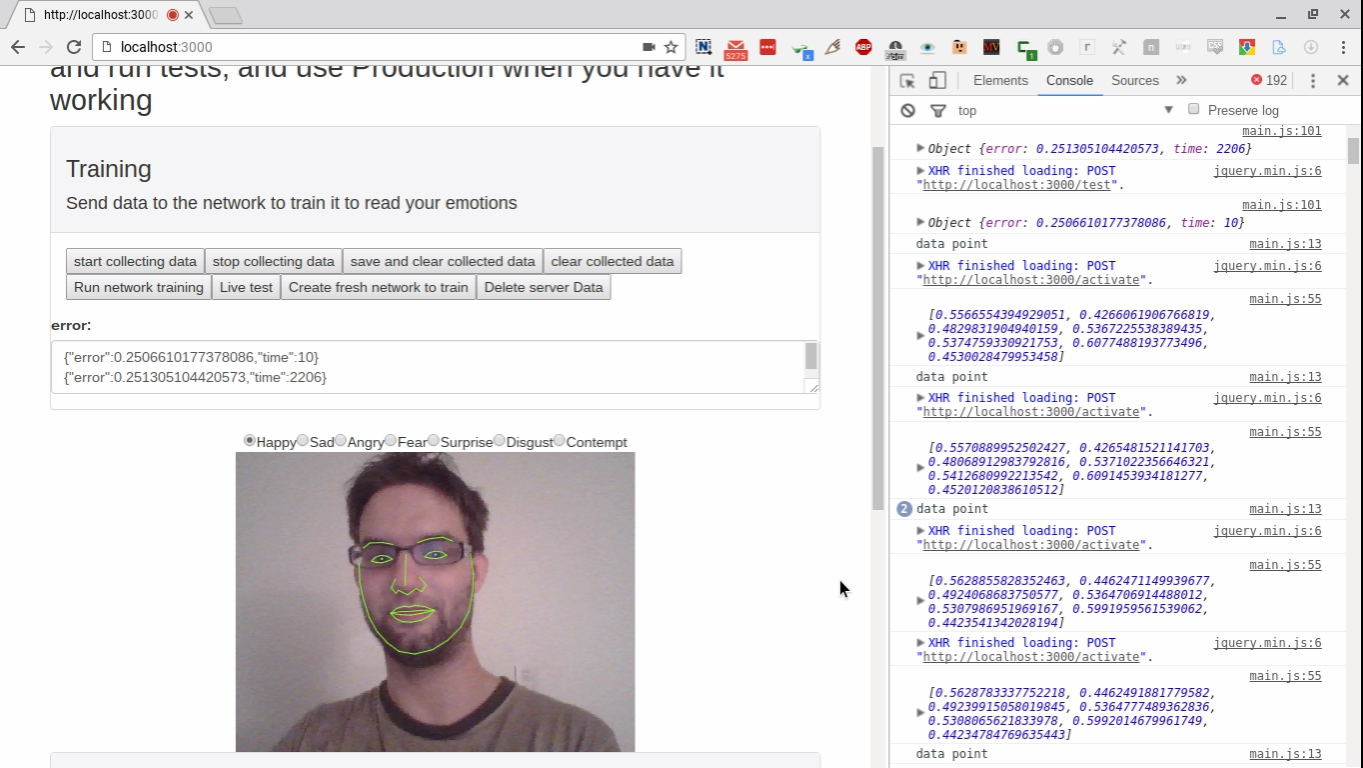 http://localhost:3000
localhost:3000
5275
ABP
MV
1
and run tests, and use Production when you have it
working
Training
Send data to the network to train it to read your emotions
start collecting data stop collecting data save and clear collected data clear collected data
Run network training Live test Create fresh network to train Delete server Data
error:
{"error":0.2506610177378086,"time":10}
{"error":0.251305104420573,"time":2206}
Happy Sad Angry Fear Surprise Disgust Contempt
Elements Console Sources 192
top Preserve log
main.js:101
Object {error: 0.251305104420573, time: 2206}
XHR finished loading: POST jquery.min.js:6
"http://localhost:3000/test".
main.js:101
Object {error: 0.2506610177378086, time: 10}
data point main.js:13
XHR finished loading: POST jquery.min.js:6
"http://localhost:3000/activate".
main.js:55
[0.5566554394929051, 0.4266061906766819,
0.4829831904940159, 0.5367225538389435,
0.5374759330921753, 0.6077488193773496,
0.4530028479953458]
data point main.js:13
XHR finished loading: POST jquery.min.js:6
"http://localhost:3000/activate".
main.js:55
[0.5570889952502427, 0.4265481521141703,
0.48068912983792816, 0.5371022356646321,
0.5412680992213542, 0.6091453934181277,
0.4520120838610512]
2 data point main.js:13
XHR finished loading: POST jquery.min.js:6
"http://localhost:3000/activate".
main.js:55
[0.5628855828352463, 0.4462471149939677,
0.4924068683750577, 0.5364706914488012,
0.5307986951969167, 0.5991959561539062,
0.4423541342028194]
XHR finished loading: POST jquery.min.js:6
"http://localhost:3000/activate".
main.js:55
[0.5628783337752218, 0.4462491881779582,
0.49239915058019845, 0.5364777489362836,
0.5308065621833978, 0.5992014679961749,
0.44234784769635443]
data point main.js:13